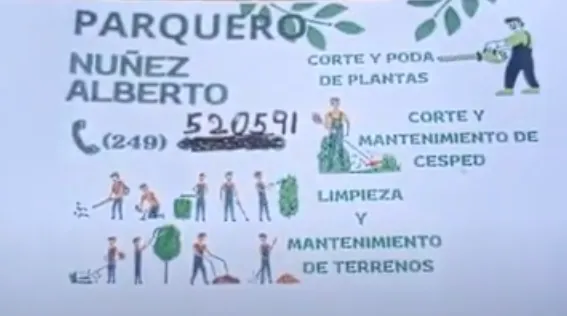 PARQUERO
NUÑEZ
ALBERTO
(249) 520591
CORTE Y PODA
DE PLANTAS
CORTE Y
MANTENIMIENTO DE
CESPED
LIMPIEZA
Y
MANTENIMIENTO
DE TERRENOS